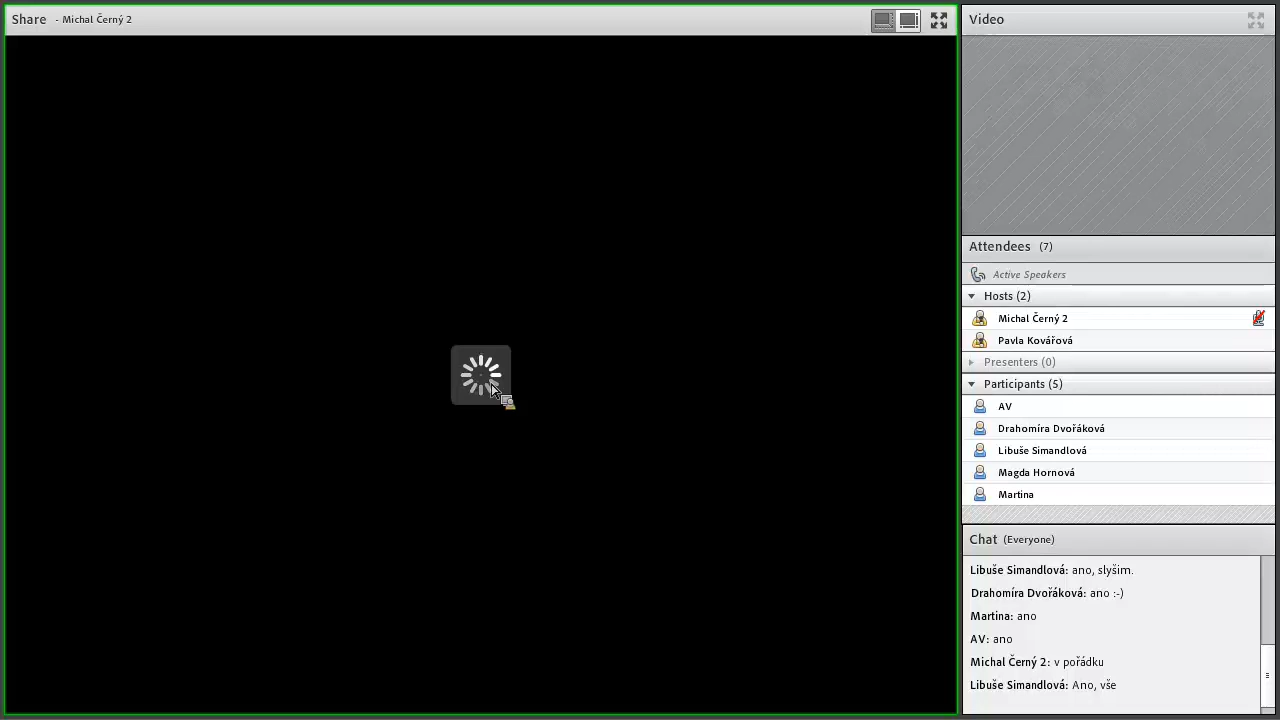 Share - Michal Černý 2
Video
Attendees (7)
Active Speakers
Hosts (2)
Michal Černý 2
Pavla Kovářová
Presenters (0)
Participants (5)
AV
Drahomíra Dvořáková
Libuše Simandlová
Magda Hornová
Martina
Chat (Everyone)
Libuše Simandlová: ano, slyšim.
Drahomíra Dvořáková: ano :-)
Martina: ano
AV: ano
Michal Černý 2: v pořádku
Libuše Simandlová: Ano, vše